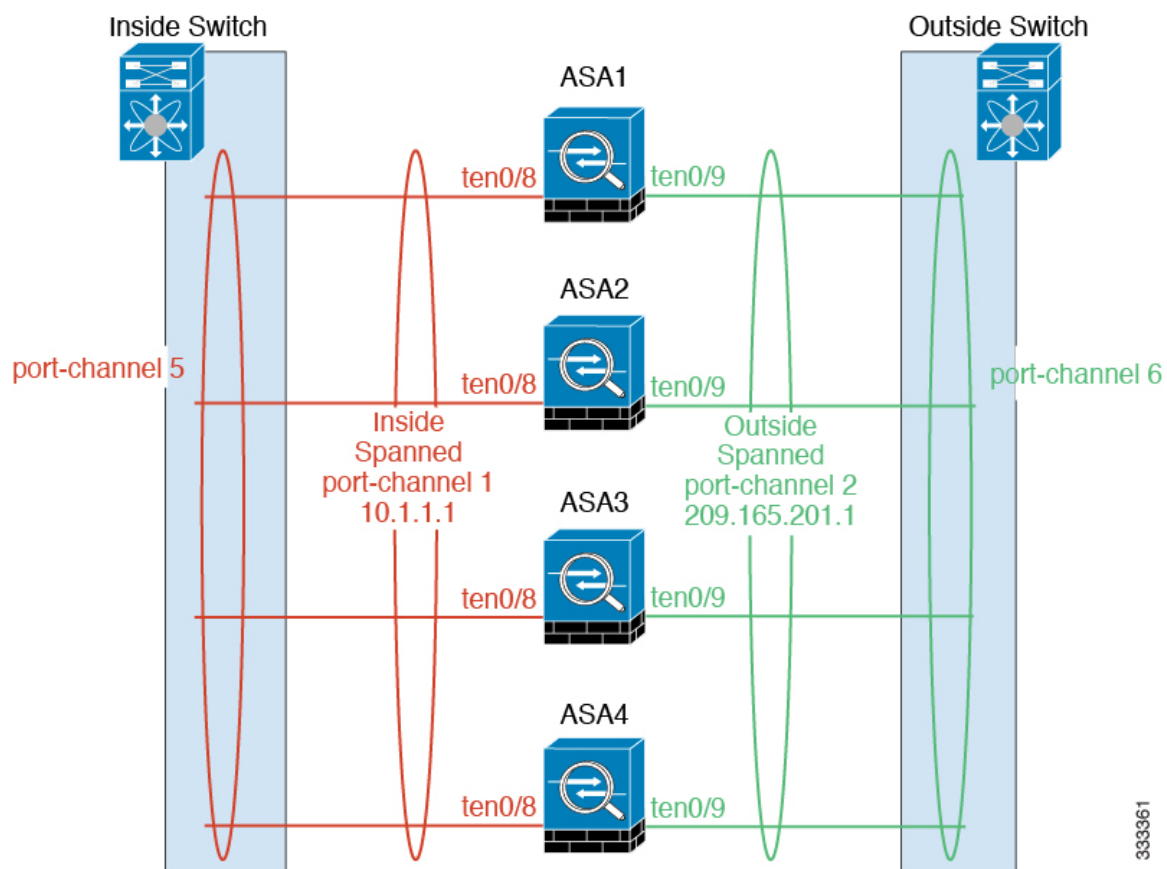 Inside Switch
Outside Switch
ASA1
ten0/8
ten0/9
ASA2
port-channel 5
ten0/8
ten0/9
port-channel 6
Inside
Spanned
port-channel 1
10.1.1.1
Outside
Spanned
port-channel 2
209.165.201.1
ASA3
ten0/8
ten0/9
ASA4
ten0/8
ten0/9
333361